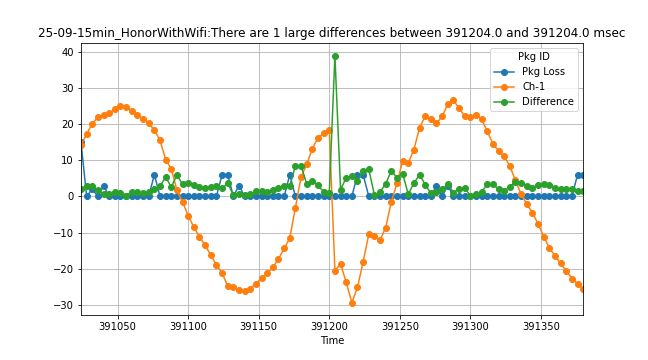 25-09-15min_HonorWithWifi:There are 1 large differences between 391204.0 and 391204.0 msec
Pkg ID
Pkg Loss
Ch-1
Difference
40
30
20
10
0
−10
−20
−30
391050 391100 391150 391200 391250 391300 391350
Time